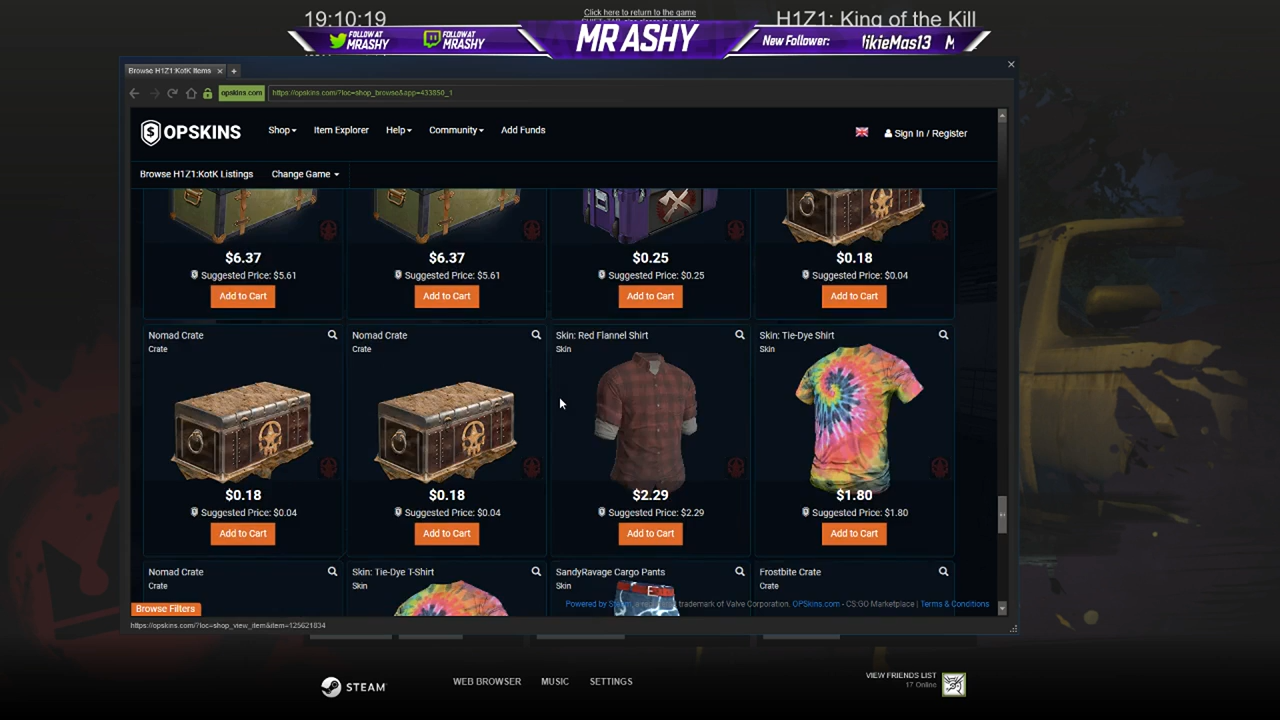 19:10:19
Click here to return to the game
H1Z1: King of the Kill
FOLLOW AT MRASHY
FOLLOW AT MRASHY
MR ASHY
New Follower:
likieMas13
M
Browse H1Z1:KotK Items x +
opskins.com
https://opskins.com/?loc=shop_browse&app=433850_1
OPSKINS
Shop
Item Explorer
Help
Community
Add Funds
Sign In / Register
Browse H1Z1:KotK Listings
Change Game
$6.37
$6.37
$0.25
$0.18
Suggested Price: $5.61
Suggested Price: $5.61
Suggested Price: $0.25
Suggested Price: $0.04
Add to Cart
Add to Cart
Add to Cart
Add to Cart
Nomad Crate
Nomad Crate
Skin: Red Flannel Shirt
Skin: Tie-Dye Shirt
Crate
Crate
Skin
Skin
$0.18
$0.18
$2.29
$1.80
Suggested Price: $0.04
Suggested Price: $0.04
Suggested Price: $2.29
Suggested Price: $1.80
Add to Cart
Add to Cart
Add to Cart
Add to Cart
Nomad Crate
Skin: Tie-Dye T-Shirt
SandyRavage Cargo Pants
Frostbite Crate
Crate
Skin
Skin
Crate
Browse Filters
Powered by trademark of Valve Corporation. OPSkins.com - CS:GO Marketplace | Terms & Conditions
https://opskins.com/?loc=shop_view_item&item=125621834
STEAM
WEB BROWSER
MUSIC
SETTINGS
VIEW FRIENDS LIST
17 Online